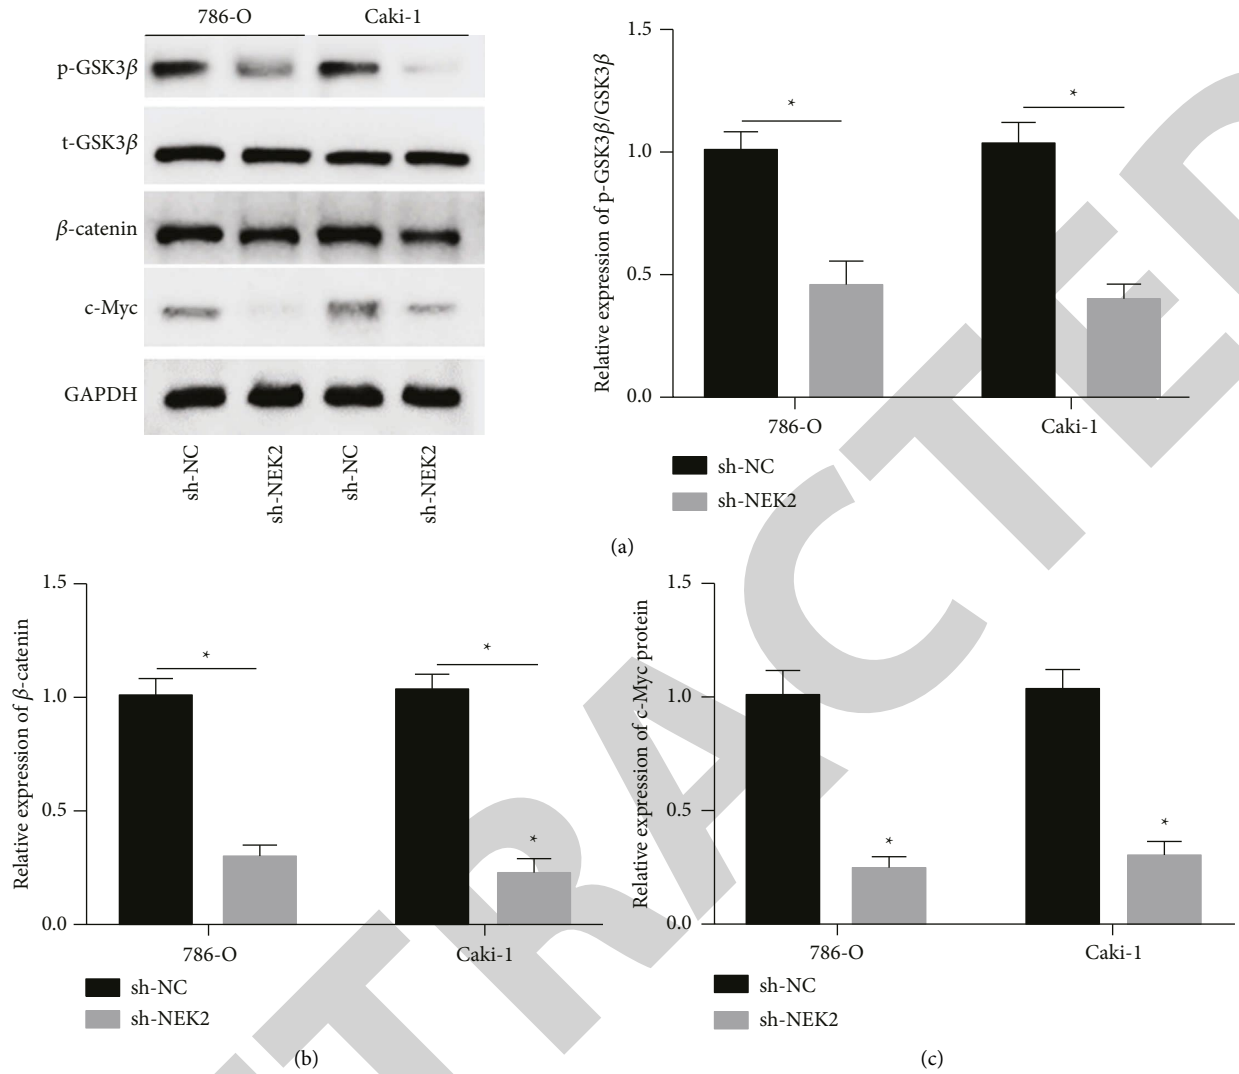 786-O Caki-1
p-GSK3β
t-GSK3β
β-catenin
c-Myc
GAPDH
sh-NC
sh-NEK2
sh-NC
sh-NEK2
Relative expression of p-GSK3β/GSK3β
1.5
1.0
0.5
0.0
*
*
786-O Caki-1
sh-NC
sh-NEK2
(a)
Relative expression of β-catenin
1.5
1.0
0.5
0.0
*
*
*
786-O Caki-1
sh-NC
sh-NEK2
(b)
Relative expression of c-Myc protein
1.5
1.0
0.5
0.0
*
*
786-O Caki-1
sh-NC
sh-NEK2
(c)
TRACTED